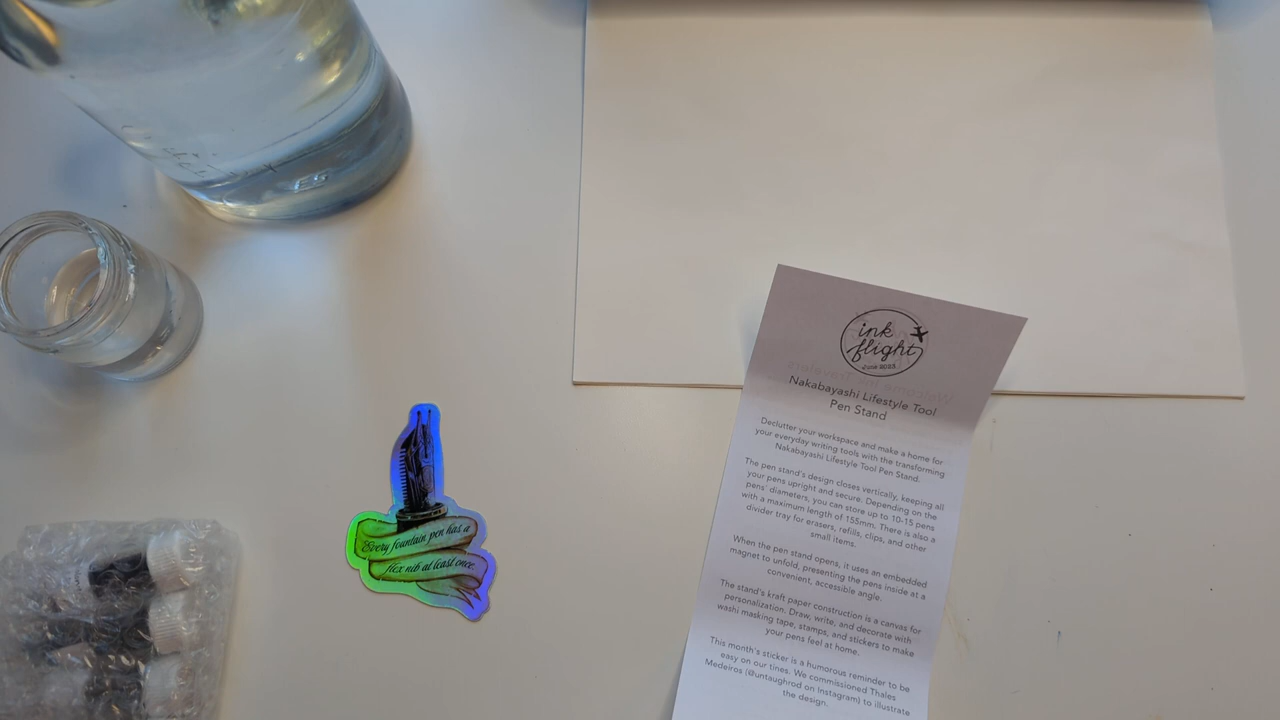 ink
flight
June 2023
Nakabayashi Lifestyle Tool
Pen Stand
Declutter your workspace and make a home for
your everyday writing tools with the transforming
Nakabayashi Lifestyle Tool Pen Stand.
The pen stand's design closes vertically, keeping all
your pens upright and secure. Depending on the
pens' diameters, you can store up to 10-15 pens
with a maximum length of 155mm. There is also a
divider tray for erasers, refills, clips, and other
small items.
When the pen stand opens, it uses an embedded
magnet to unfold, presenting the pens inside at a
convenient, accessible angle.
The stand's kraft paper construction is a canvas for
personalization. Draw, write, and decorate with
washi masking tape, stamps, and stickers to make
your pens feel at home.
This month's sticker is a humorous reminder to be
easy on our tines. We commissioned Thales
Medeiros (@untaughrod on Instagram) to illustrate
the design.
Every fountain pen has a
flex nib at least once.